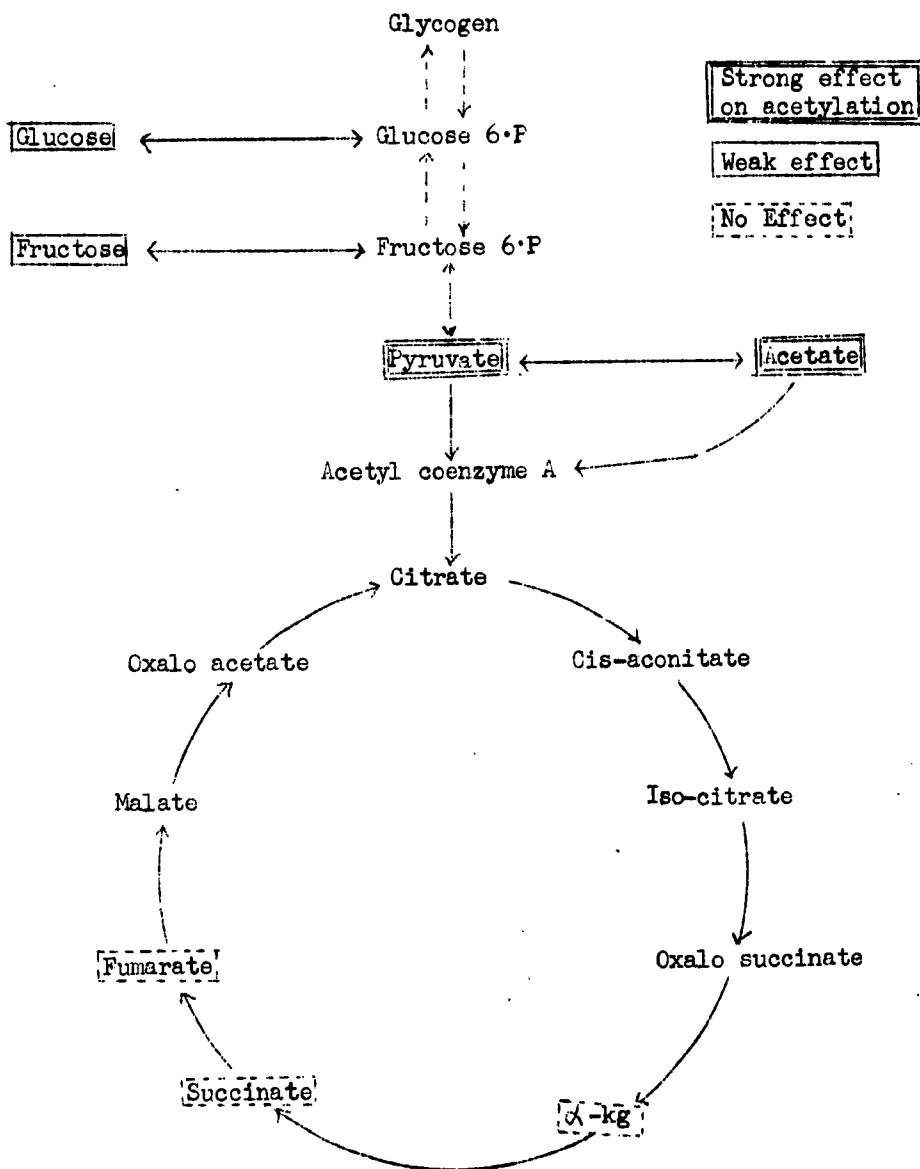 Glycogen
Strong effect
on acetylation
Glucose
Glucose 6·P
Weak effect
No Effect
Fructose
Fructose 6·P
Pyruvate
Acetate
Acetyl coenzyme A
Citrate
Oxalo acetate
Cis-aconitate
Malate
Iso-citrate
Fumarate
Oxalo succinate
Succinate
α-kg